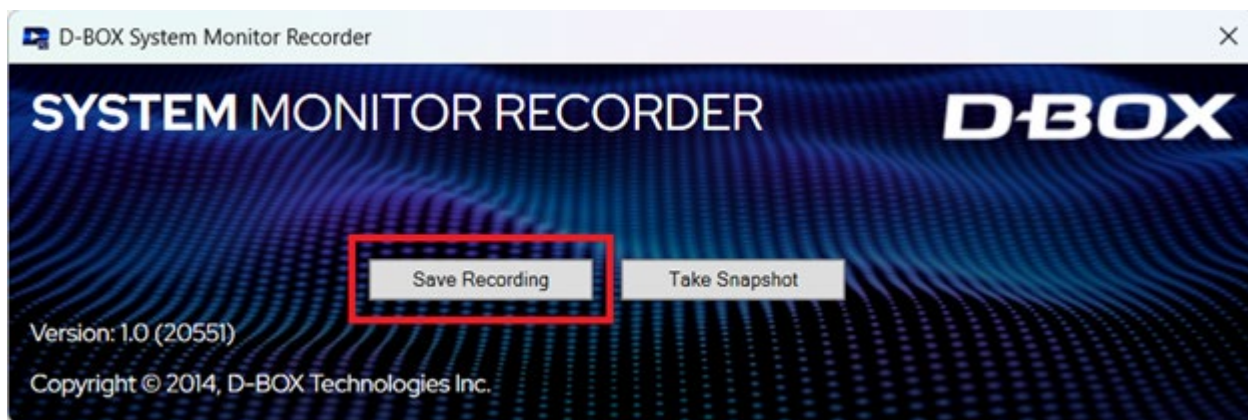 D-BOX System Monitor Recorder
SYSTEM MONITOR RECORDER
D-BOX
Save Recording
Take Snapshot
Version: 1.0 (20551)
Copyright © 2014, D-BOX Technologies Inc.